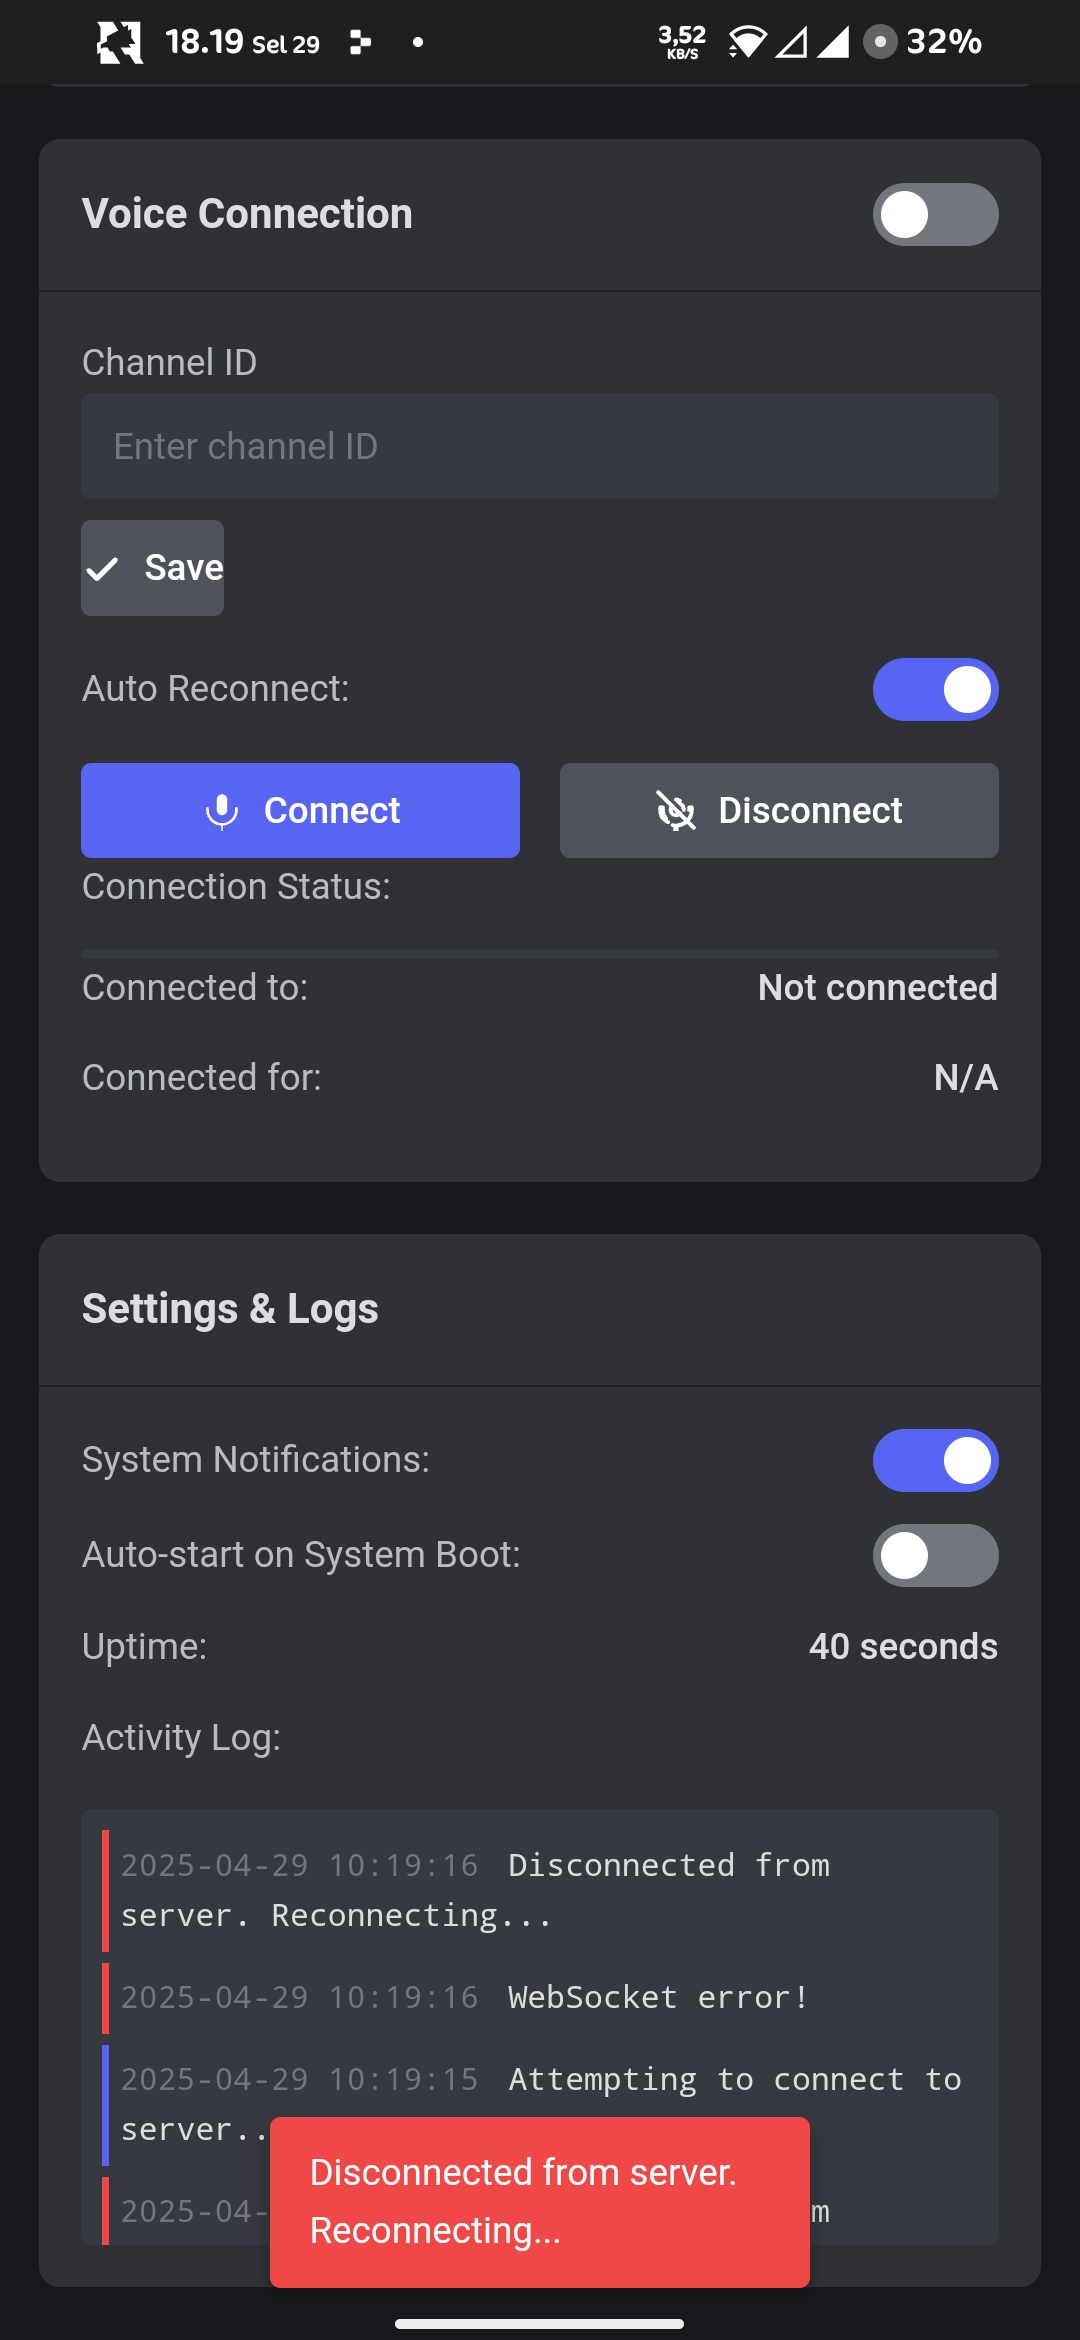 18.19 Sel 29
3,52
KB/S
32%
Voice Connection
Channel ID
Enter channel ID
Save
Auto Reconnect:
Connect
Disconnect
Connection Status:
Connected to:
Not connected
Connected for:
N/A
Settings & Logs
System Notifications:
Auto-start on System Boot:
Uptime:
40 seconds
Activity Log:
2025-04-29 10:19:16 Disconnected from
server. Reconnecting...
2025-04-29 10:19:16 WebSocket error!
2025-04-29 10:19:15 Attempting to connect to
server..
2025-04-
m
Disconnected from server.
Reconnecting...